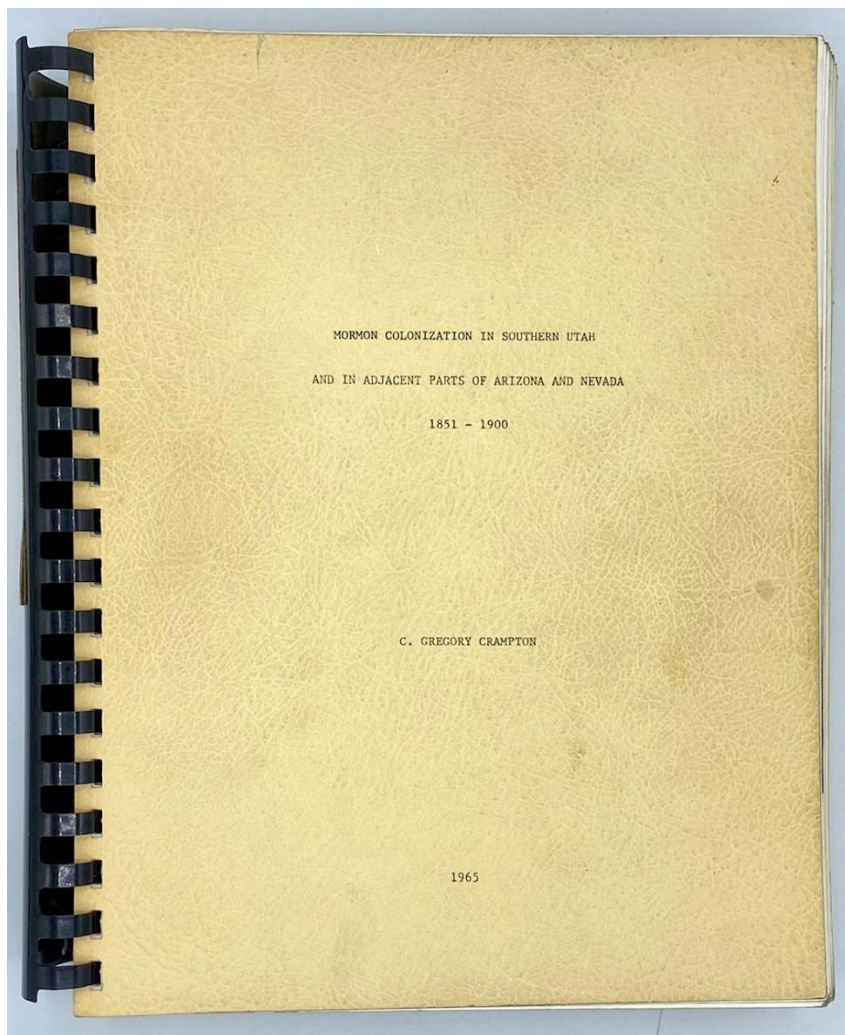 MORMON COLONIZATION IN SOUTHERN UTAH
AND IN ADJACENT PARTS OF ARIZONA AND NEVADA
1851 - 1900
C. GREGORY CRAMPTON
1965